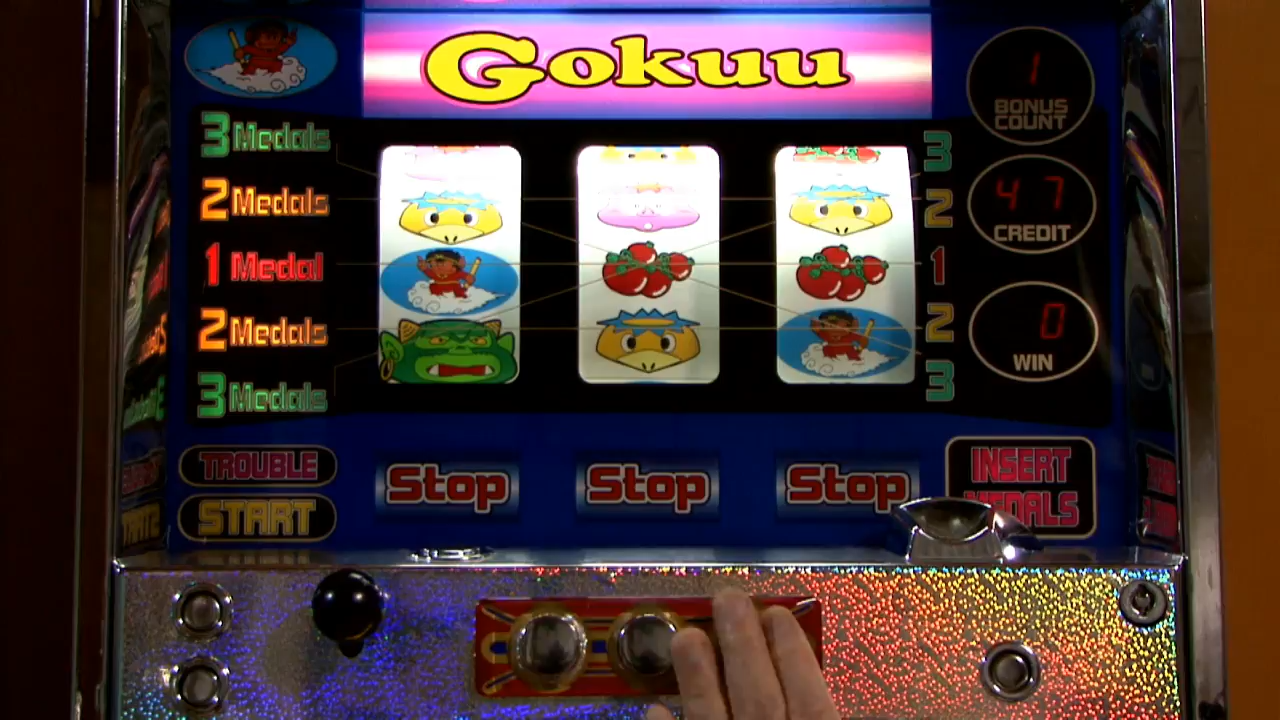 Gokuu
1
BONUS
COUNT
3 Medals
3
2 Medals
2
47
CREDIT
1 Medal
1
2 Medals
2
0
WIN
3 Medals
3
TROUBLE
Stop
Stop
Stop
INSERT
MEDALS
START